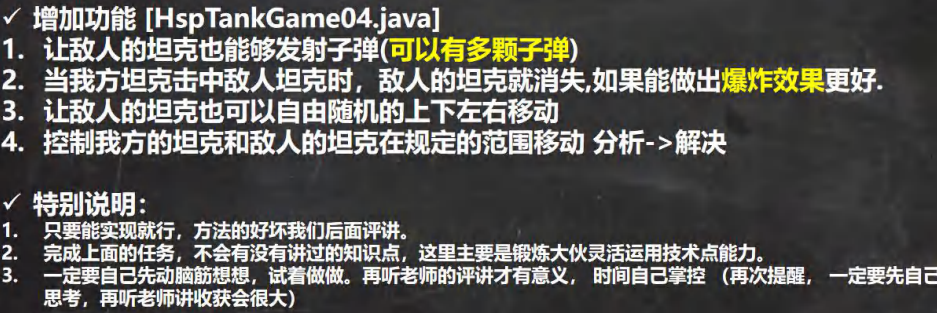 ✓ 增加功能 [HspTankGame04.java]
1. 让敌人的坦克也能够发射子弹(可以有多颗子弹)
2. 当我方坦克击中敌人坦克时，敌人的坦克就消失,如果能做出爆炸效果更好.
3. 让敌人的坦克也可以自由随机的上下左右移动
4. 控制我方的坦克和敌人的坦克在规定的范围移动 分析->解决
✓ 特别说明：
1. 只要能实现就行，方法的好坏我们后面评讲。
2. 完成上面的任务，不会有没有讲过的知识点，这里主要是锻炼大伙灵活运用技术点能力。
3. 一定要自己先动脑筋想想，试着做做。再听老师的评讲才有意义， 时间自己掌控 （再次提醒， 一定要先自己
思考，再听老师讲收获会很大）